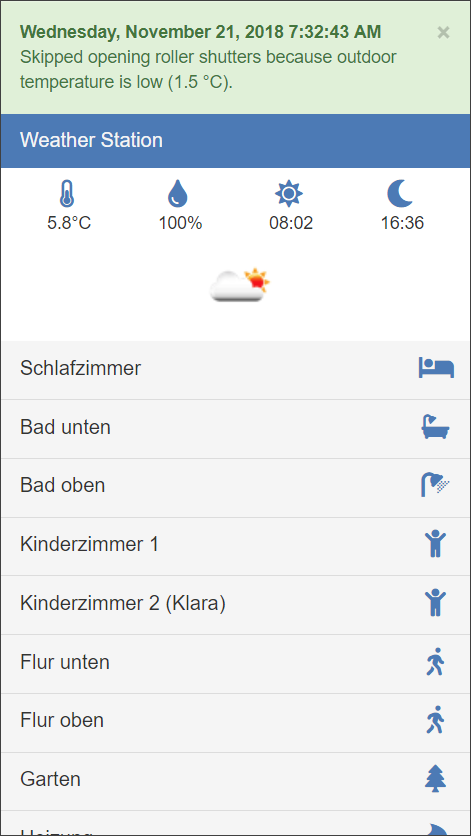 Wednesday, November 21, 2018 7:32:43 AM ×
Skipped opening roller shutters because outdoor
temperature is low (1.5 °C).
Weather Station
5.8°C 100% 08:02 16:36
Schlafzimmer
Bad unten
Bad oben
Kinderzimmer 1
Kinderzimmer 2 (Klara)
Flur unten
Flur oben
Garten
Heizung